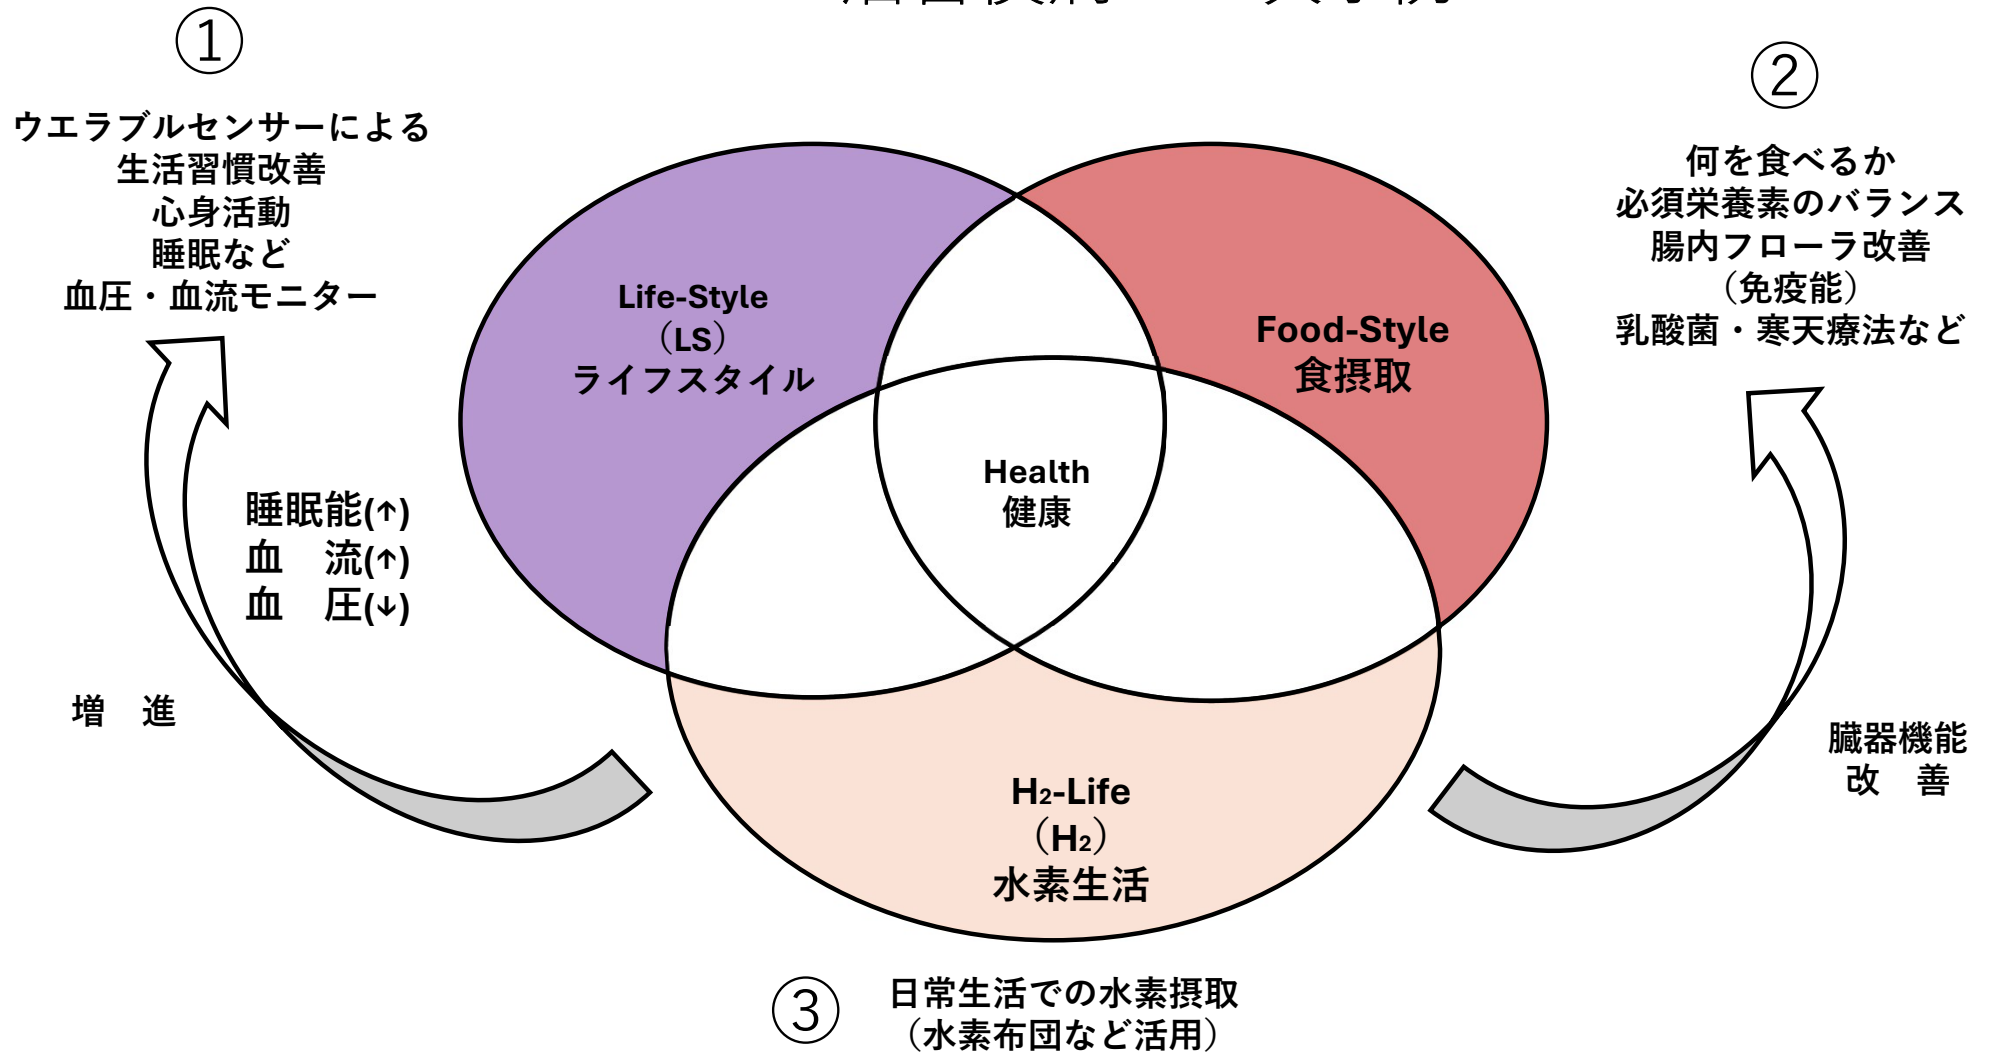 ①
ウエラブルセンサーによる
生活習慣改善
心身活動
睡眠など
血圧・血流モニター
②
何を食べるか
必須栄養素のバランス
腸内フローラ改善
（免疫能）
乳酸菌・寒天療法など
Life-Style
（LS）
ライフスタイル
Food-Style
食摂取
Health
健康
睡眠能(↑)
血　流(↑)
血　圧(↓)
増　進
臓器機能
改　善
H₂-Life
（H₂）
水素生活
③
日常生活での水素摂取
（水素布団など活用）